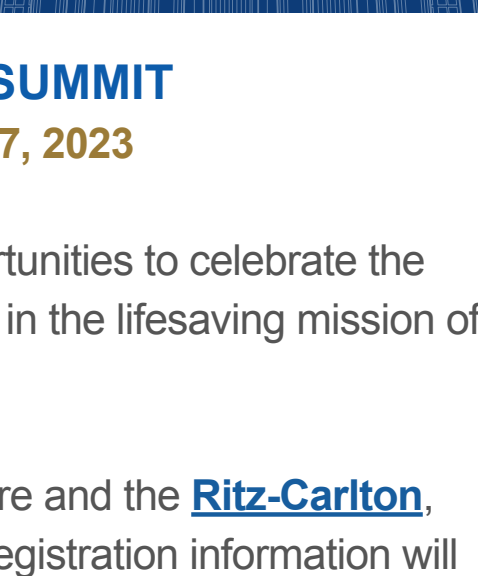 SUMMIT
7, 2023
rtunities to celebrate the
in the lifesaving mission of
re and the Ritz-Carlton,
egistration information will